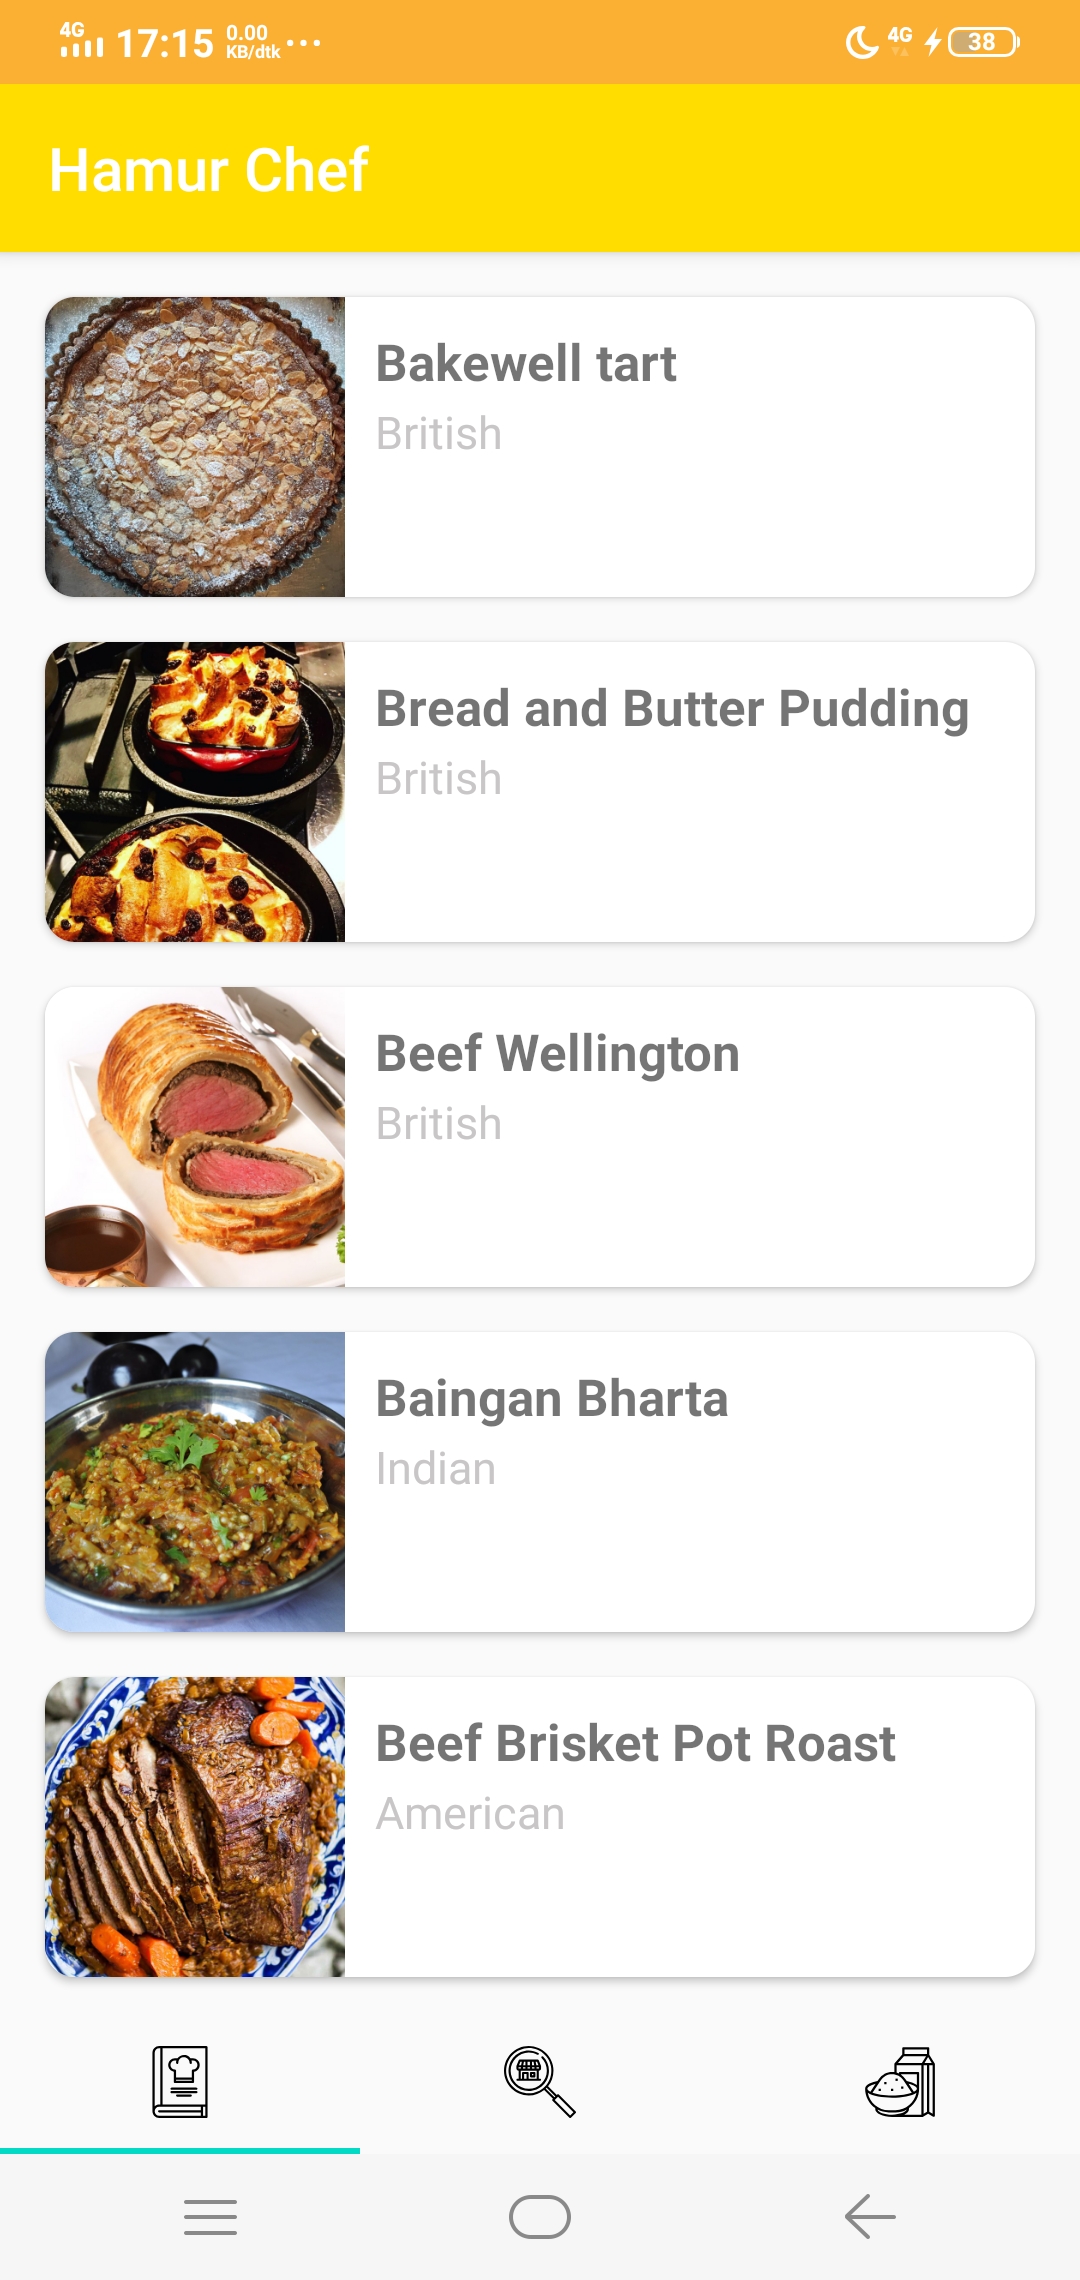 4G 17:15 0.00 KB/dtk ... 4G 38
Hamur Chef
Bakewell tart
British
Bread and Butter Pudding
British
Beef Wellington
British
Baingan Bharta
Indian
Beef Brisket Pot Roast
American